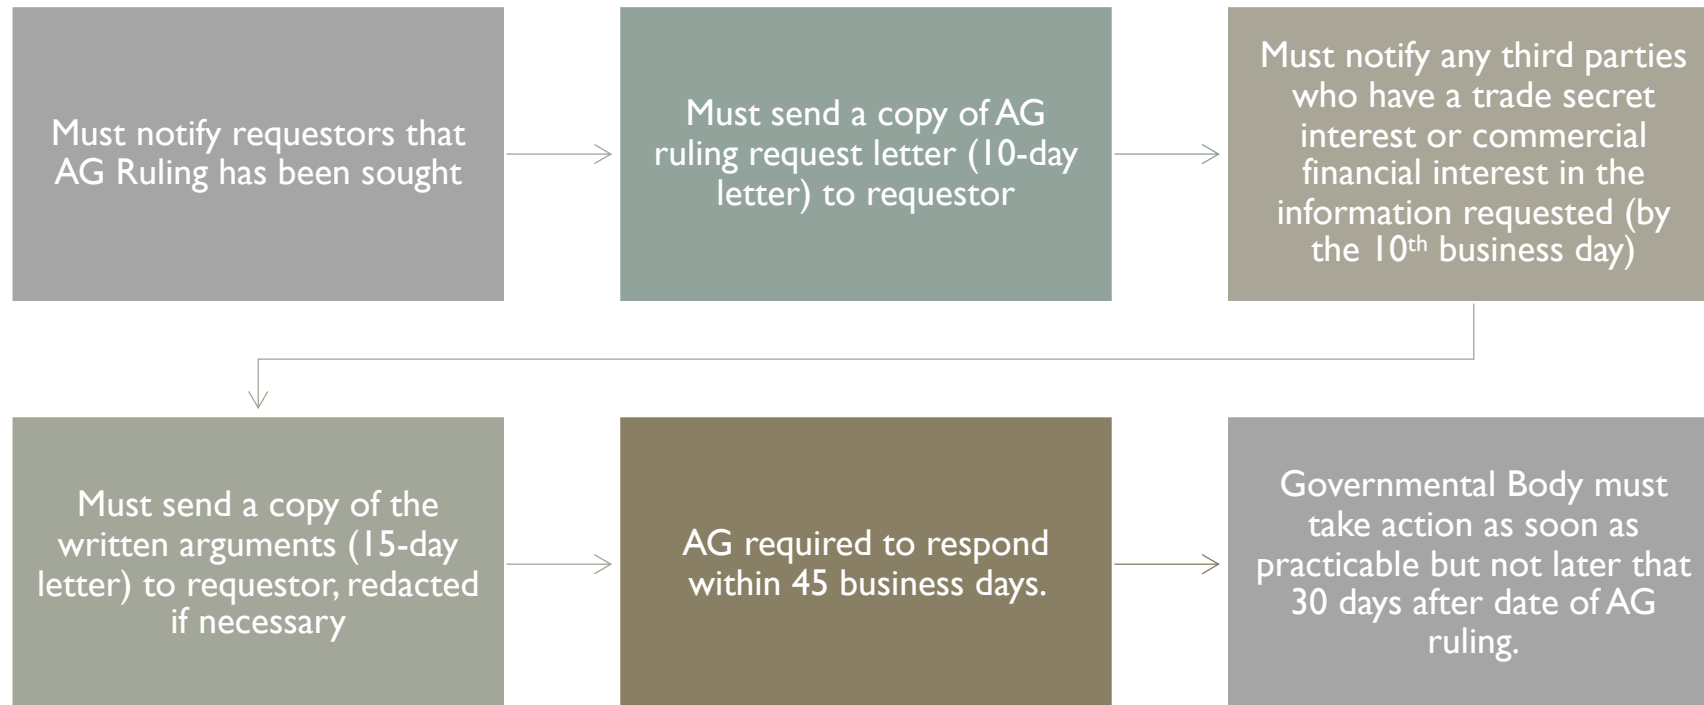 Must notify requestors that
AG Ruling has been sought
Must send a copy of AG
ruling request letter (10-day
letter) to requestor
Must notify any third parties
who have a trade secret
interest or commercial
financial interest in the
information requested (by
the 10th business day)
Must send a copy of the
written arguments (15-day
letter) to requestor, redacted
if necessary
AG required to respond
within 45 business days.
Governmental Body must
take action as soon as
practicable but not later that
30 days after date of AG
ruling.